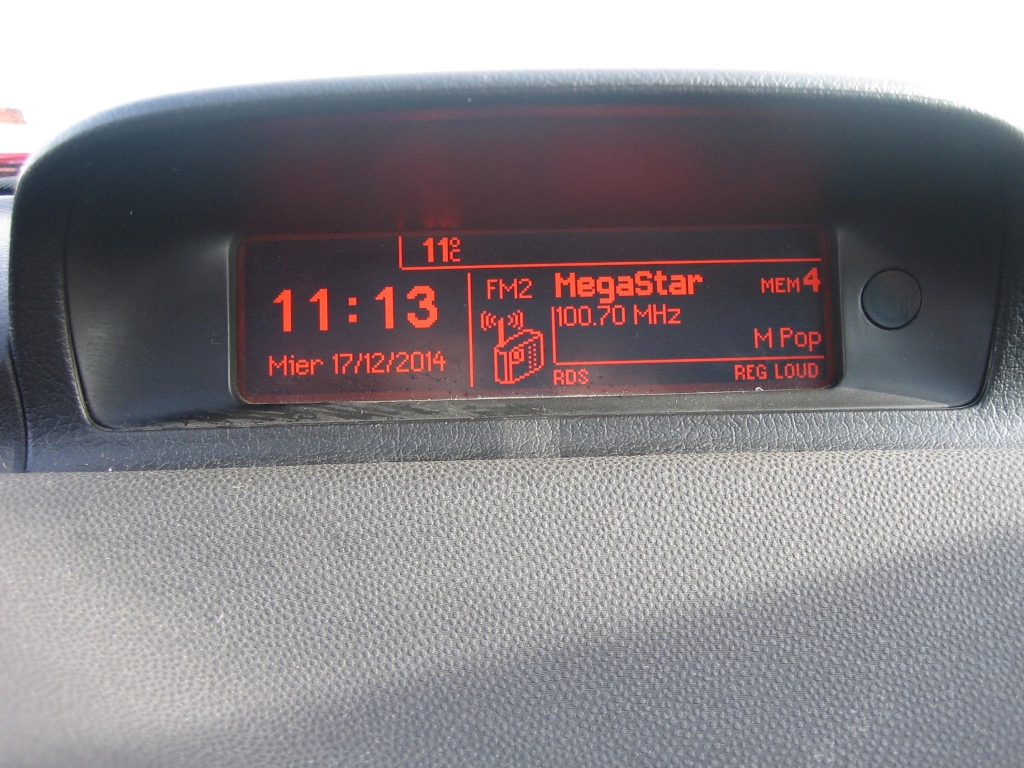 11°C
11:13
Mier 17/12/2014
FM2
MegaStar
MEM4
100.70 MHz
M Pop
RDS
REG LOUD